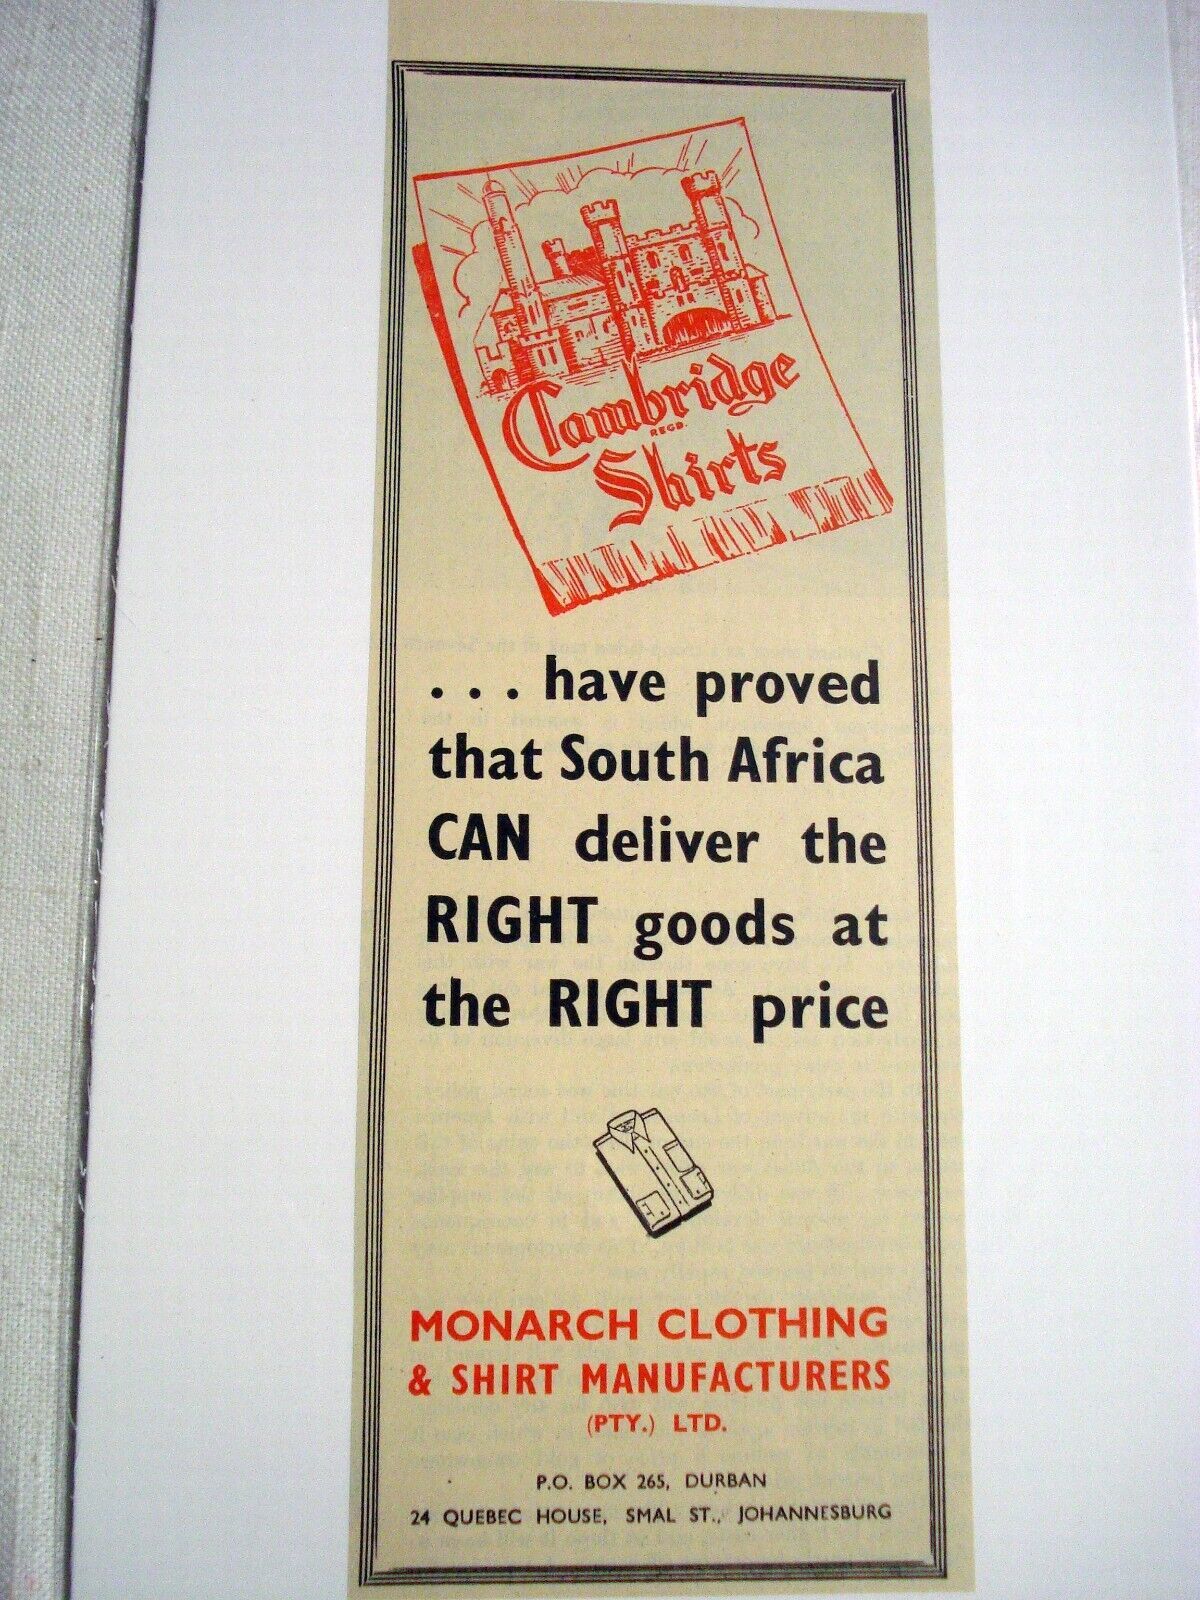 Cambridge
REGD.
Shirts
... have proved
that South Africa
CAN deliver the
RIGHT goods at
the RIGHT price
MONARCH CLOTHING
& SHIRT MANUFACTURERS
(PTY.) LTD.
P.O. BOX 265, DURBAN
24 QUEBEC HOUSE, SMAL ST., JOHANNESBURG